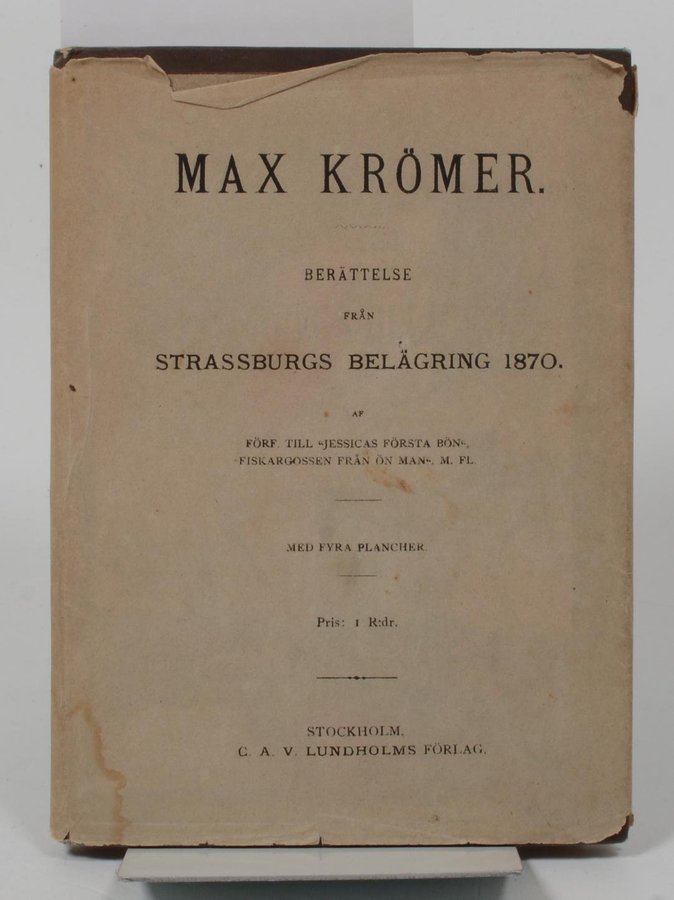 MAX KRÖMER.
BERÄTTELSE
FRÅN
STRASSBURGS BELÄGRING 1870.
AF
FÖRF. TILL “JESSICAS FÖRSTA BÖN“,
“FISKARGOSSEN FRÅN ÖN MAN“, M. FL.
MED FYRA PLANCHER.
Pris: 1 R:dr.
STOCKHOLM,
C. A. V. LUNDHOLMS FÖRLAG.